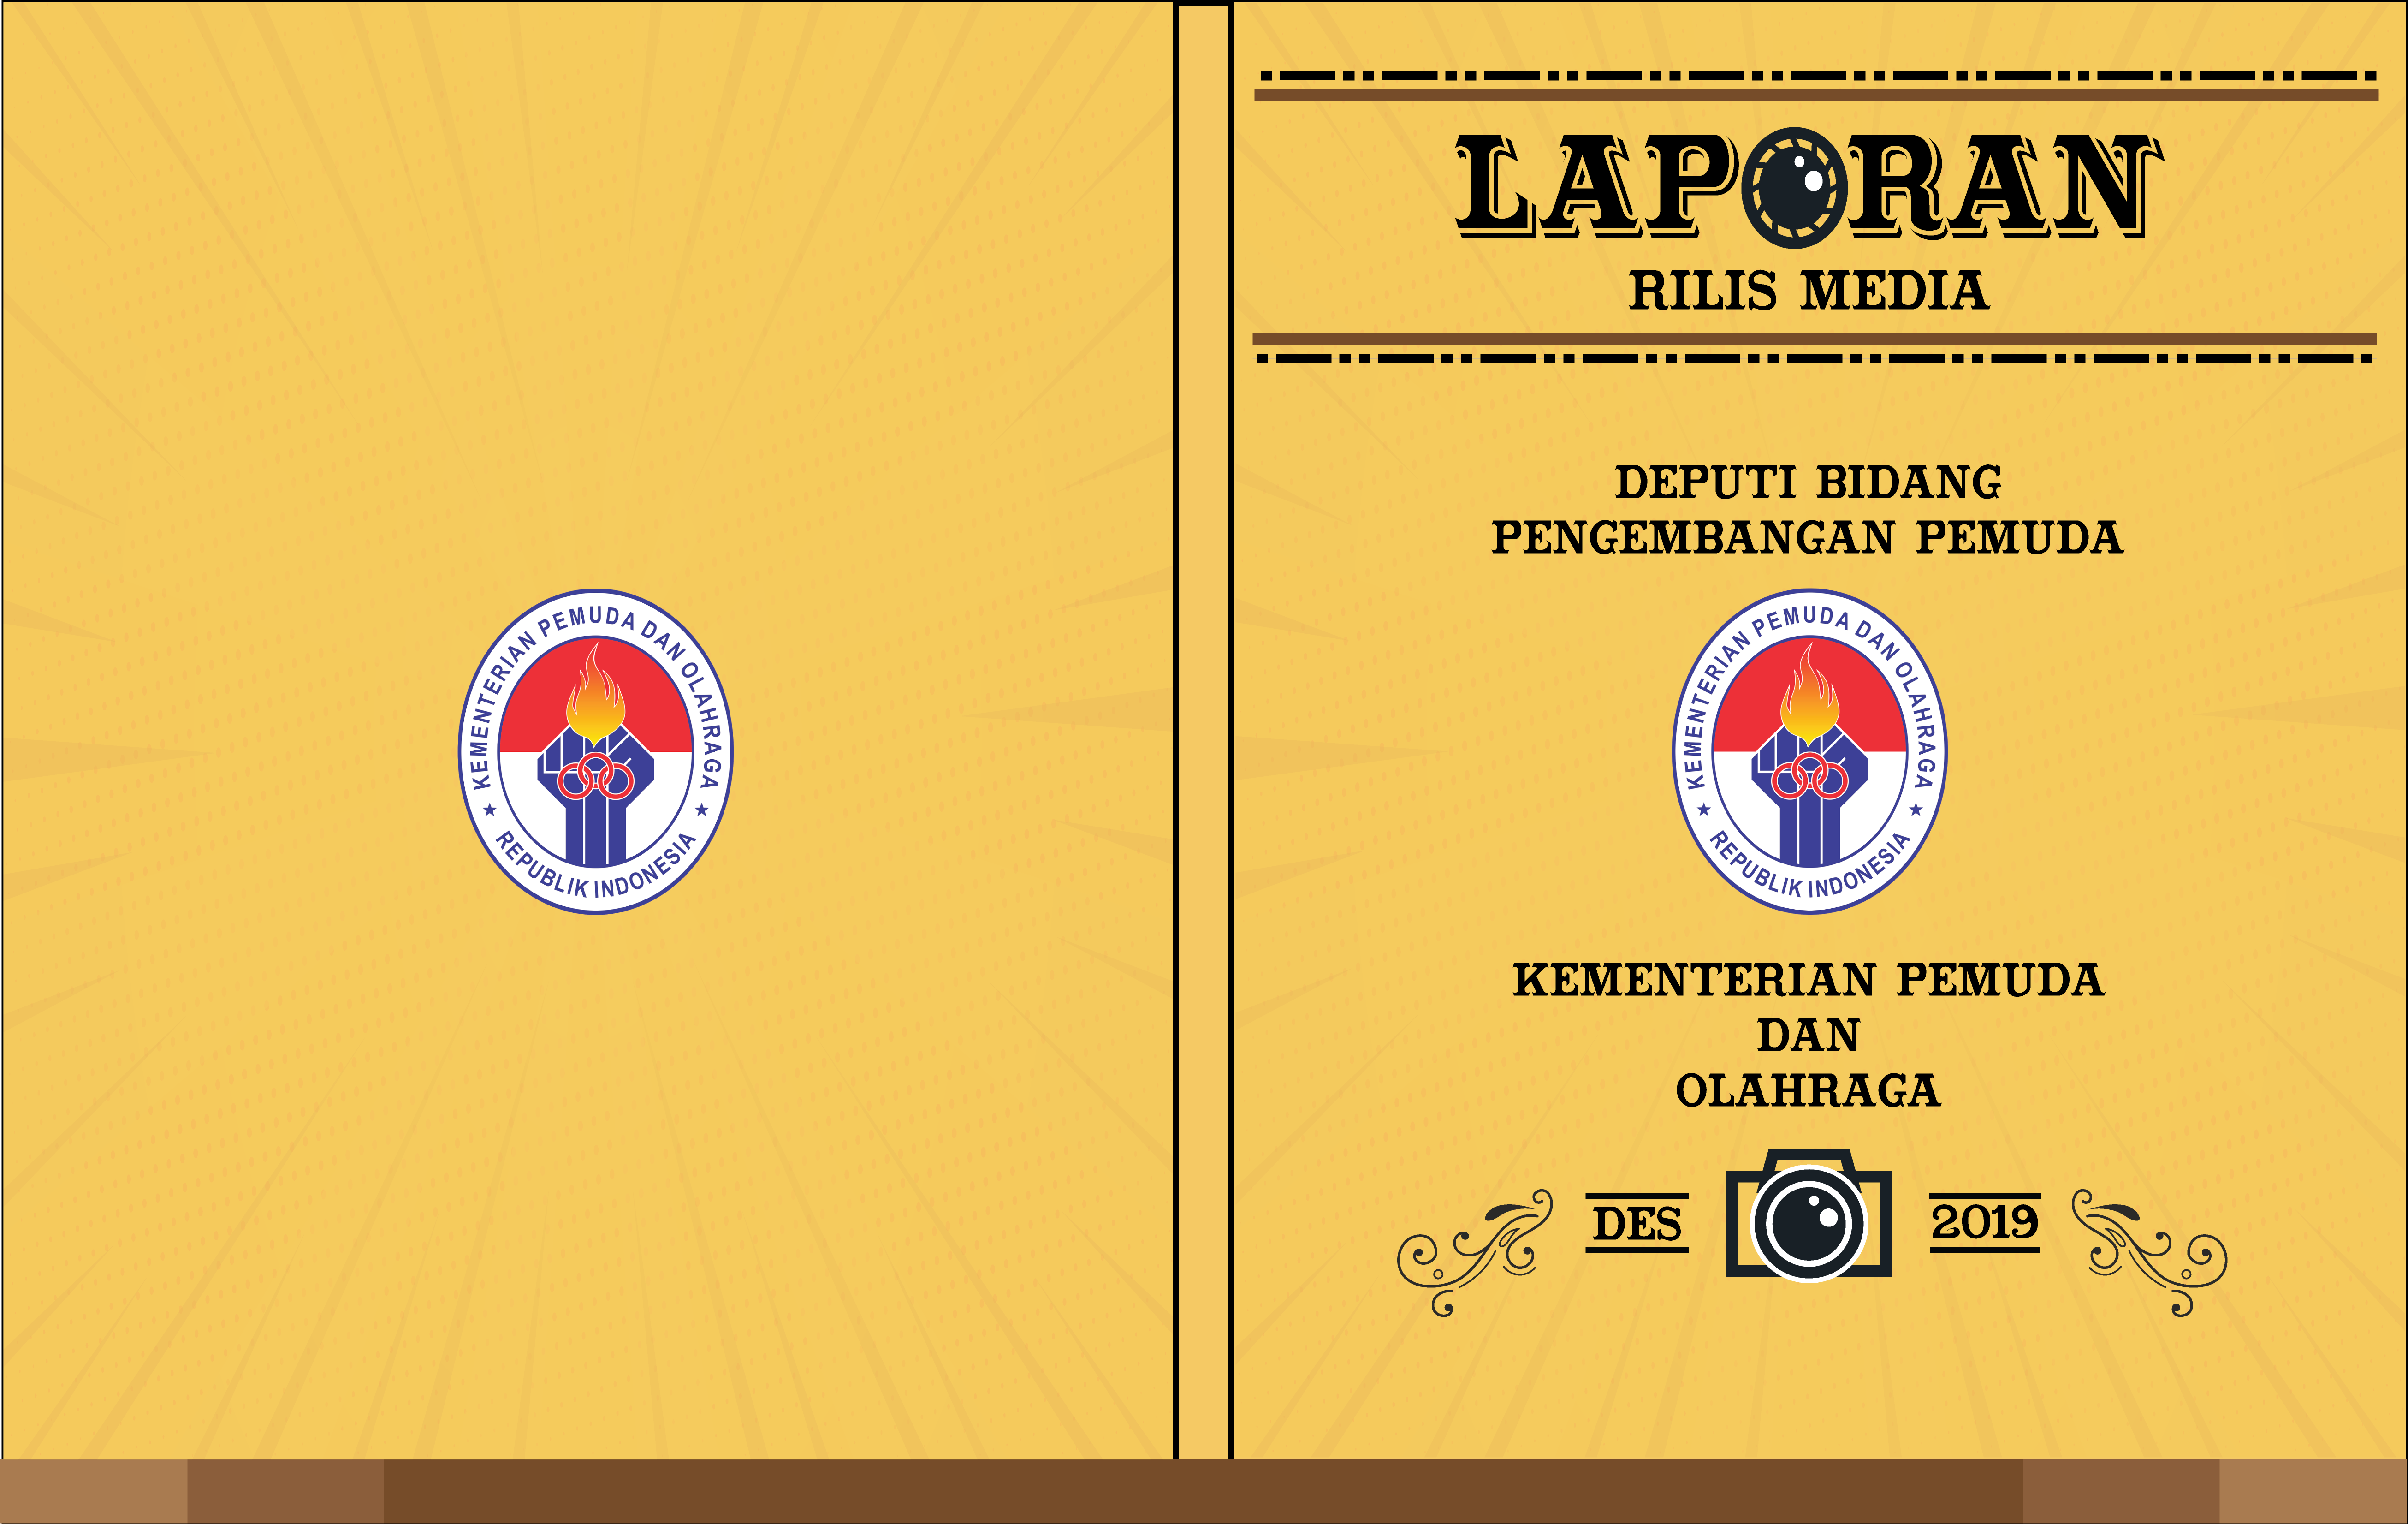 KEMENTERIAN PEMUDA DAN OLAHRAGA
REPUBLIK INDONESIA
LAPORAN
RILIS MEDIA
DEPUTI BIDANG
PENGEMBANGAN PEMUDA
KEMENTERIAN PEMUDA DAN OLAHRAGA
REPUBLIK INDONESIA
KEMENTERIAN PEMUDA
DAN
OLAHRAGA
DES 2019